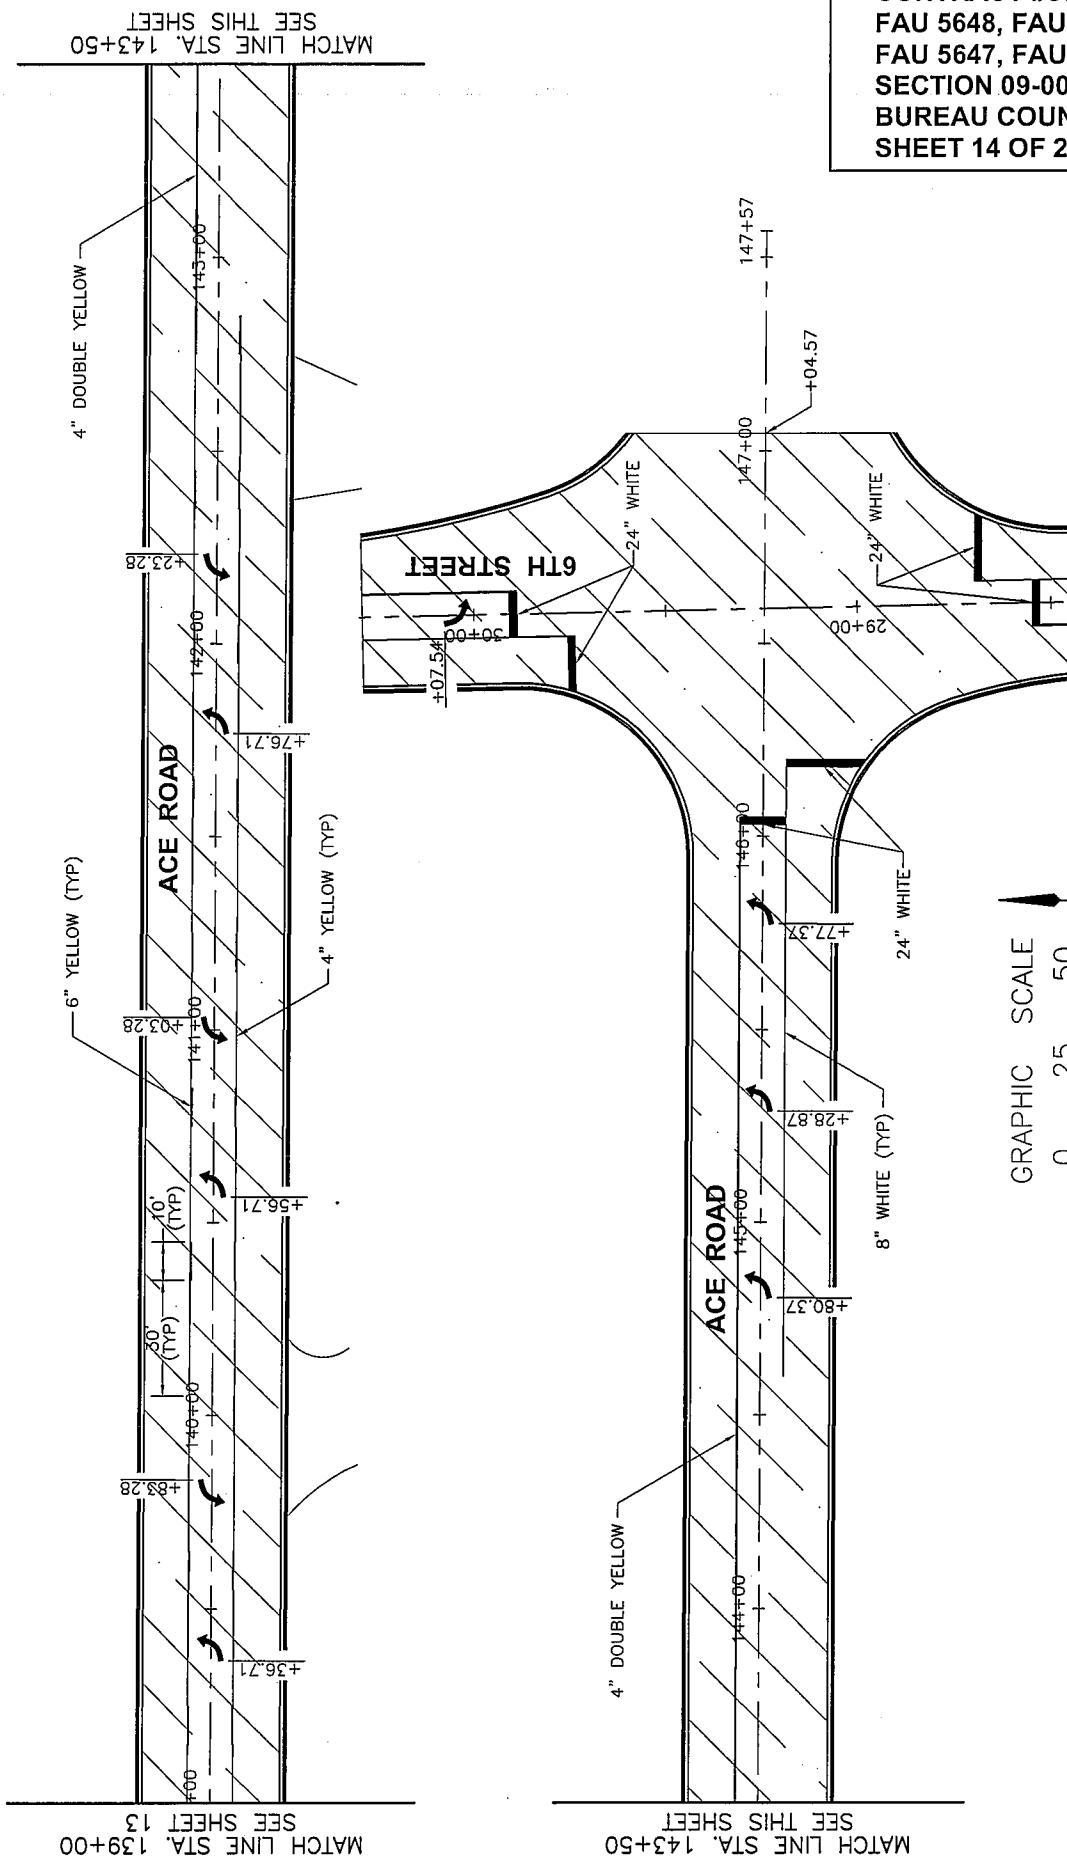 MATCH LINE STA. 143+50
SEE THIS SHEET
FAU 5648, FAU
FAU 5647, FAU
SECTION 09-00
BUREAU COUN
SHEET 14 OF 2
4" DOUBLE YELLOW
143+00
+23.28
142+00
+76.71
ACE ROAD
6" YELLOW (TYP)
4" YELLOW (TYP)
+03.28
141+00
+56.71
10'
(TYP)
30'
(TYP)
140+00
+83.28
+36.71
+00
MATCH LINE STA. 139+00
SEE SHEET 13
147+57
+04.57
147+00
24" WHITE
24" WHITE
6TH STREET
30+00
+07.54
29+00
146+00
24" WHITE
+77.37
+28.87
8" WHITE (TYP)
ACE ROAD
145+00
+80.37
4" DOUBLE YELLOW
144+00
MATCH LINE STA. 143+50
SEE THIS SHEET
GRAPHIC SCALE
0 25 50